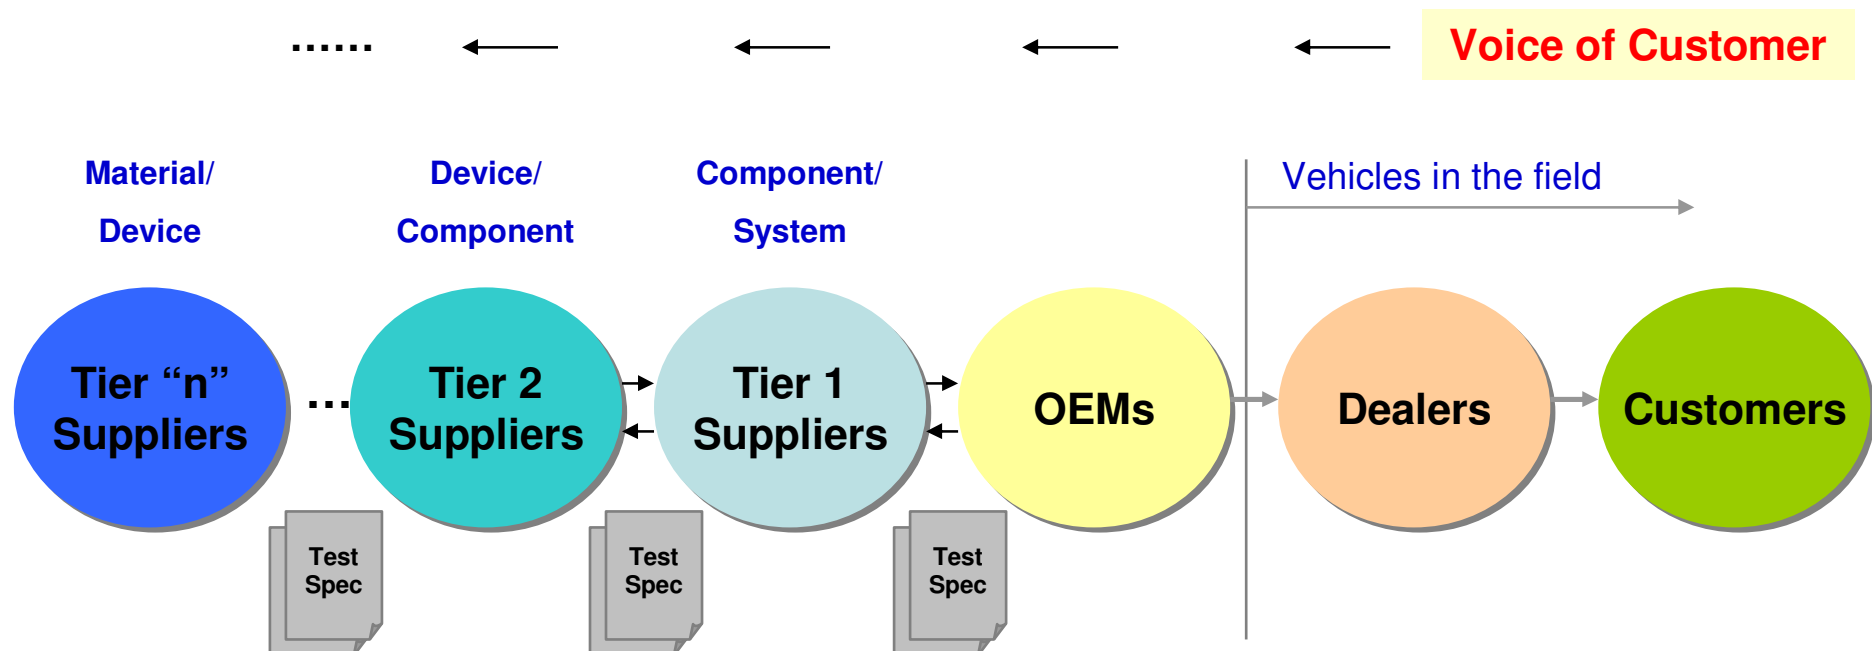 ......
Voice of Customer
Material/
Device
Device/
Component
Component/
System
Vehicles in the field
Tier “n”
Suppliers
...
Tier 2
Suppliers
Tier 1
Suppliers
OEMs
Dealers
Customers
Test
Spec
Test
Spec
Test
Spec